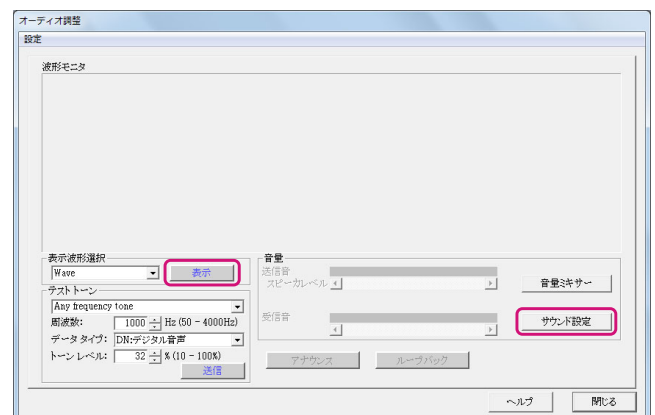 オーディオ調整
設定
波形モニタ
表示波形選択
Wave 表示
テストトーン
Any frequency tone
周波数: 1000 Hz (50 - 4000Hz)
データタイプ: DN:デジタル音声
トーンレベル: 32 % (10 - 100%)
送信
音量
送信音
スピーカレベル
受信音
音量ミキサー
サウンド設定
アナウンス ループバック
ヘルプ 閉じる